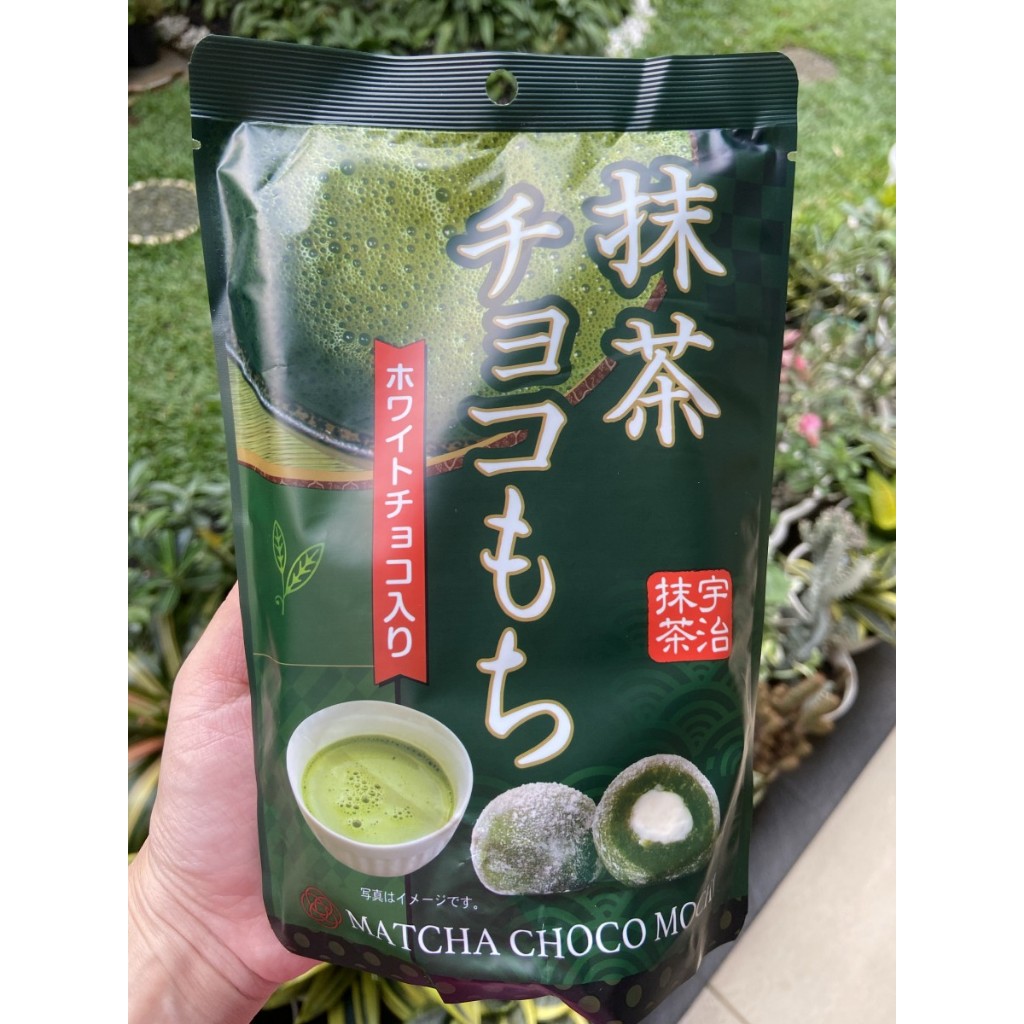 抹茶
チョコもち
ホワイトチョコ入り
宇治
抹茶
写真はイメージです。
MATCHA CHOCO MOCHI